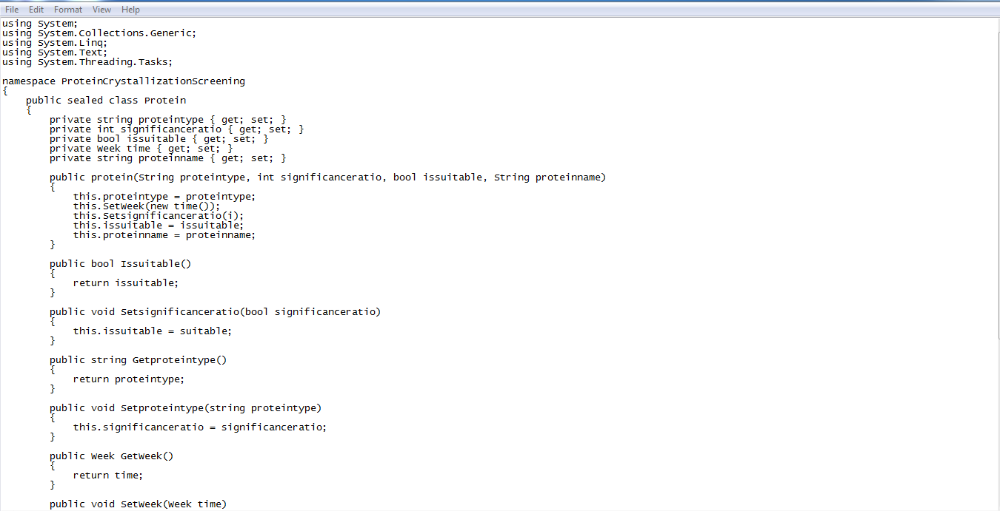 File Edit Format View Help
using System;
using System.Collections.Generic;
using System.Linq;
using System.Text;
using System.Threading.Tasks;
namespace ProteinCrystallizationScreening
{
public sealed class Protein
{
private string proteintype { get; set; }
private int significanceratio { get; set; }
private bool issuitable { get; set; }
private Week time { get; set; }
private string proteinname { get; set; }
public protein(String proteintype, int significanceratio, bool issuitable, String proteinname)
{
this.proteintype = proteintype;
this.SetWeek(new time());
this.Setsignificanceratio(i);
this.issuitable = issuitable;
this.proteinname = proteinname;
}
public bool Issuitable()
{
return issuitable;
}
public void Setsignificanceratio(bool significanceratio)
{
this.issuitable = suitable;
}
public string Getproteintype()
{
return proteintype;
}
public void Setproteintype(string proteintype)
{
this.significanceratio = significanceratio;
}
public Week GetWeek()
{
return time;
}
public void SetWeek(Week time)